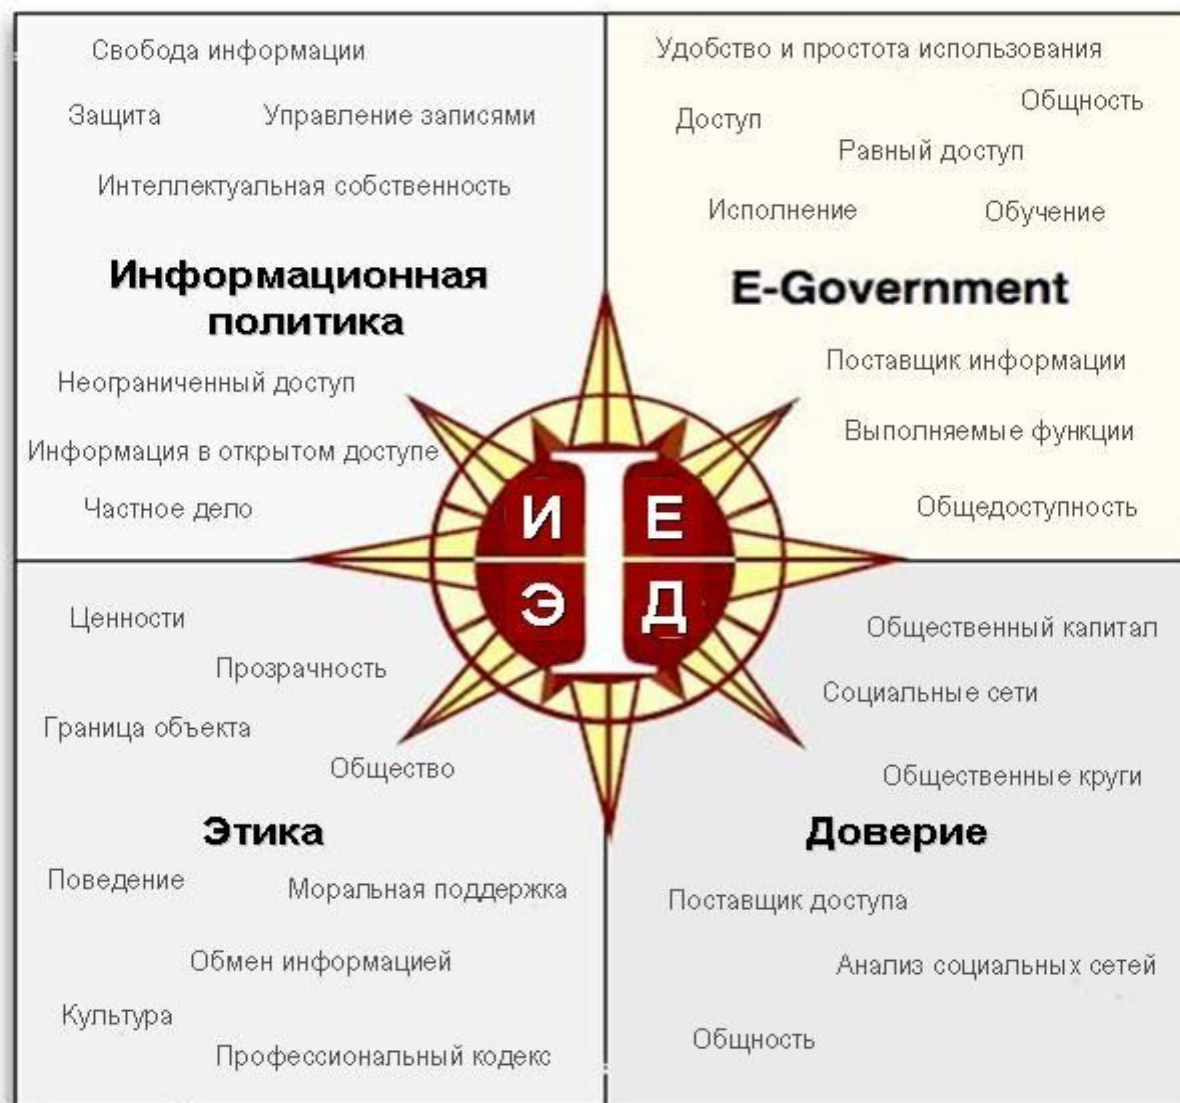 Свобода информации
Защита
Управление записями
Интеллектуальная собственность
Информационная
политика
Неограниченный доступ
Информация в открытом доступе
Частное дело
Удобство и простота использования
Общность
Доступ
Равный доступ
Исполнение
Обучение
E-Government
Поставщик информации
Выполняемые функции
Общедоступность
И I Е
Э Д
Ценности
Прозрачность
Граница объекта
Общество
Этика
Поведение
Моральная поддержка
Обмен информацией
Культура
Профессиональный кодекс
Общественный капитал
Социальные сети
Общественные круги
Доверие
Поставщик доступа
Анализ социальных сетей
Общность